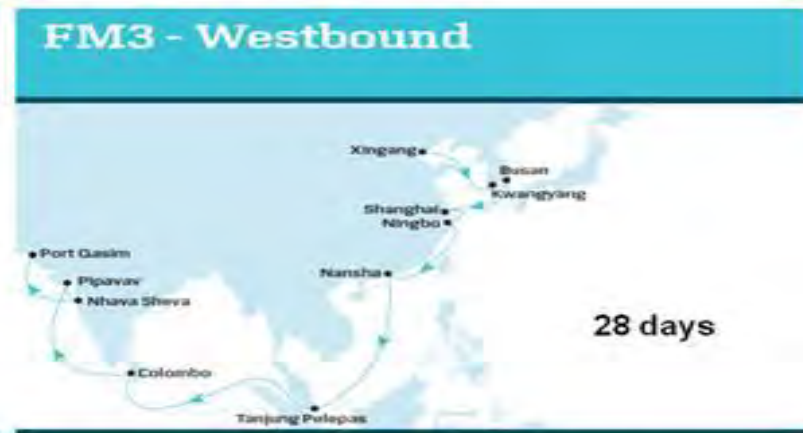 FM3 - Westbound
Xingang
Busan
Kwangyang
Shanghai
Ningbo
Port Qasim
Nansha
Pipavav
Nhava Sheva
28 days
Colombo
Tanjung Pelepas